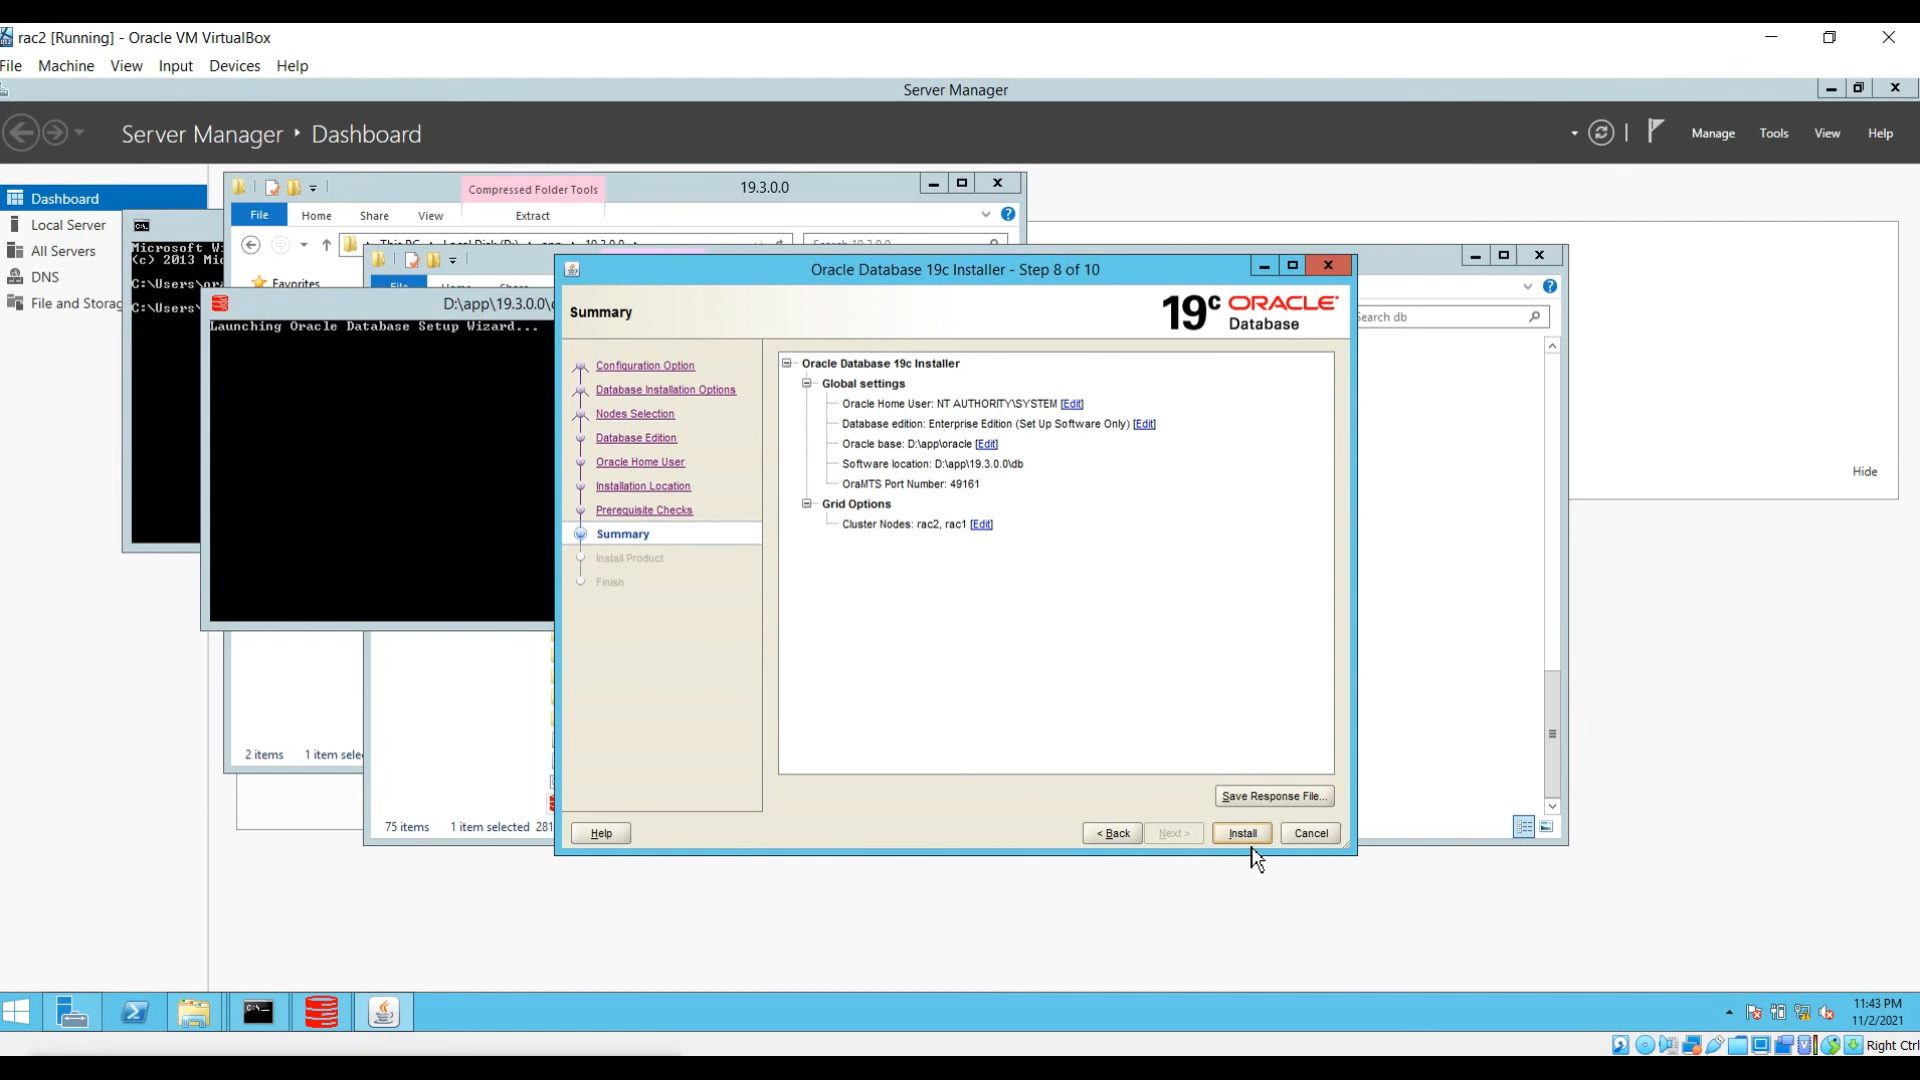 rac2 [Running] - Oracle VM VirtualBox
File Machine View Input Devices Help
Server Manager
Server Manager ‣ Dashboard
Manage Tools View Help
Dashboard
Local Server
All Servers
DNS
File and Storag
Microsoft Wi
(c) 2013 Mic
C:\Users\ora
C:\Users\
Compressed Folder Tools
19.3.0.0
File Home Share View Extract
Favorites
2 items 1 item sele
D:\app\19.3.0.0\
Launching Oracle Database Setup Wizard...
Search db
75 items 1 item selected 281
Hide
Oracle Database 19c Installer - Step 8 of 10
Summary
19c ORACLE
Database
Configuration Option
Database Installation Options
Nodes Selection
Database Edition
Oracle Home User
Installation Location
Prerequisite Checks
Summary
Install Product
Finish
Oracle Database 19c Installer
Global settings
Oracle Home User: NT AUTHORITY\SYSTEM [Edit]
Database edition: Enterprise Edition (Set Up Software Only) [Edit]
Oracle base: D:\app\oracle [Edit]
Software location: D:\app\19.3.0.0\db
OraMTS Port Number: 49161
Grid Options
Cluster Nodes: rac2, rac1 [Edit]
Save Response File...
Help
< Back Next > Install Cancel
11:43 PM
11/2/2021
Right Ctrl